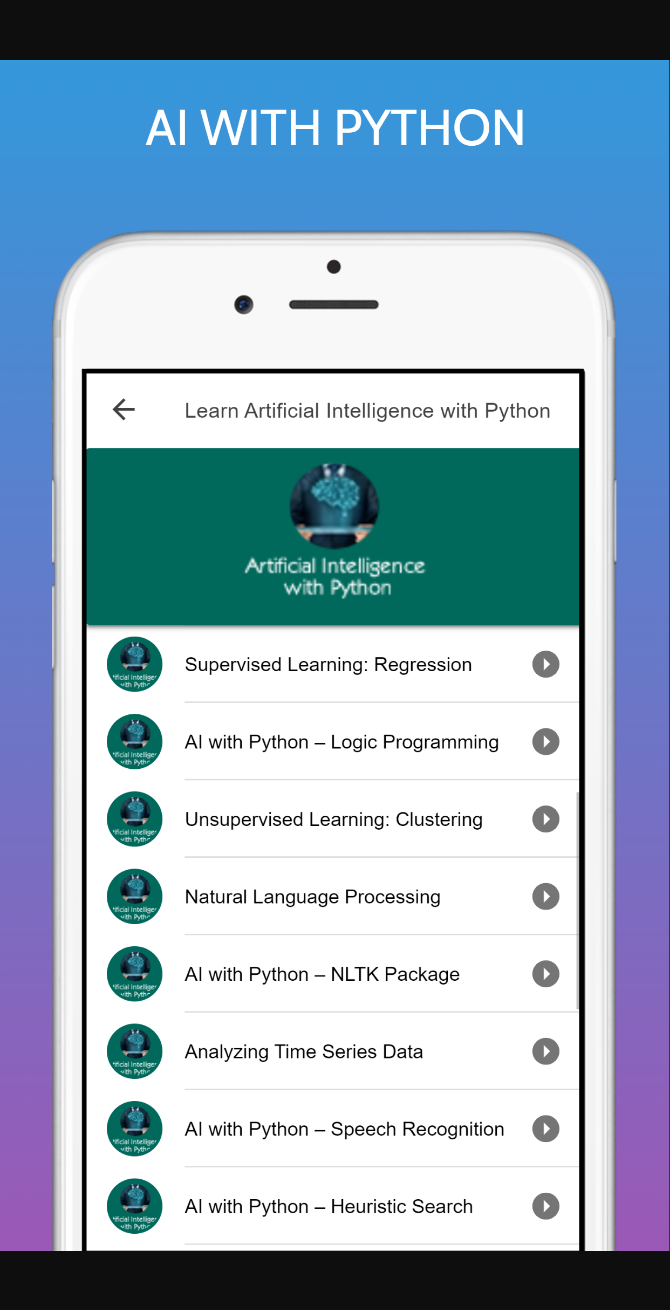 AI WITH PYTHON
Learn Artificial Intelligence with Python
Artificial Intelligence
with Python
Supervised Learning: Regression
AI with Python – Logic Programming
Unsupervised Learning: Clustering
Natural Language Processing
AI with Python – NLTK Package
Analyzing Time Series Data
AI with Python – Speech Recognition
AI with Python – Heuristic Search